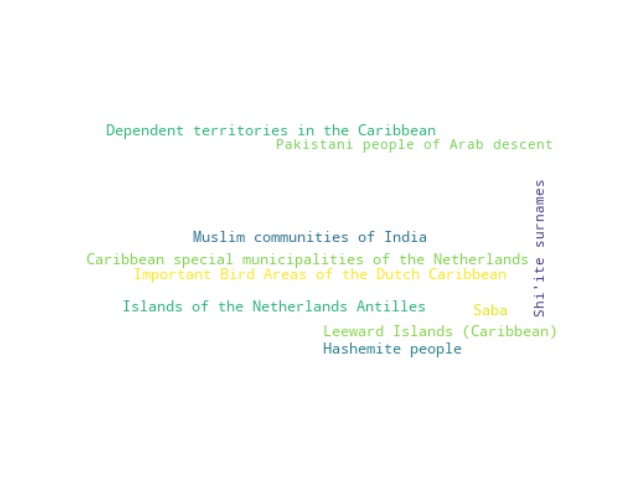 Dependent territories in the Caribbean
Pakistani people of Arab descent
Shi'ite surnames
Muslim communities of India
Caribbean special municipalities of the Netherlands
Important Bird Areas of the Dutch Caribbean
Islands of the Netherlands Antilles
Saba
Leeward Islands (Caribbean)
Hashemite people